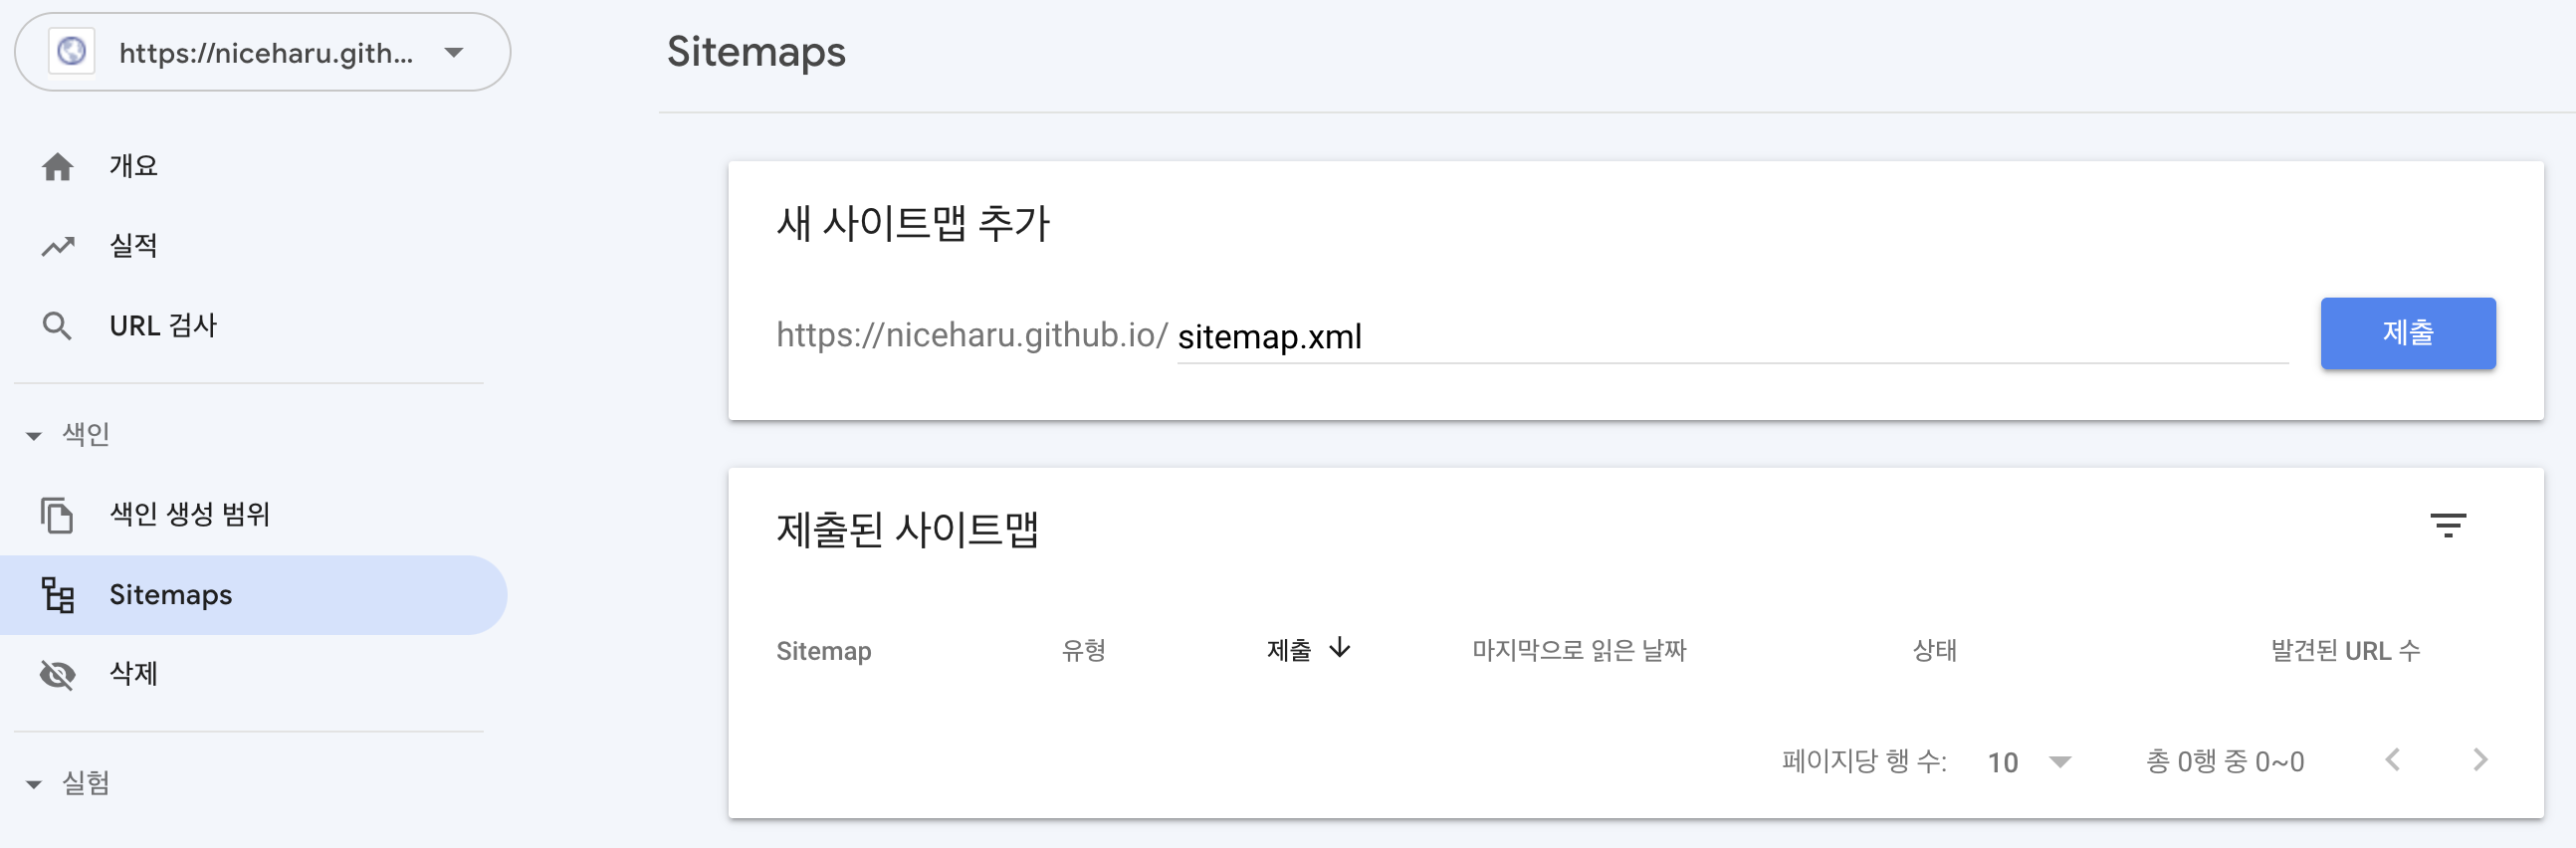 https://niceharu.gith...
개요
실적
URL 검사
색인
색인 생성 범위
Sitemaps
삭제
실험
Sitemaps
새 사이트맵 추가
https://niceharu.github.io/ sitemap.xml
제출
제출된 사이트맵
Sitemap 유형 제출 마지막으로 읽은 날짜 상태 발견된 URL 수
페이지당 행 수: 10 총 0행 중 0~0